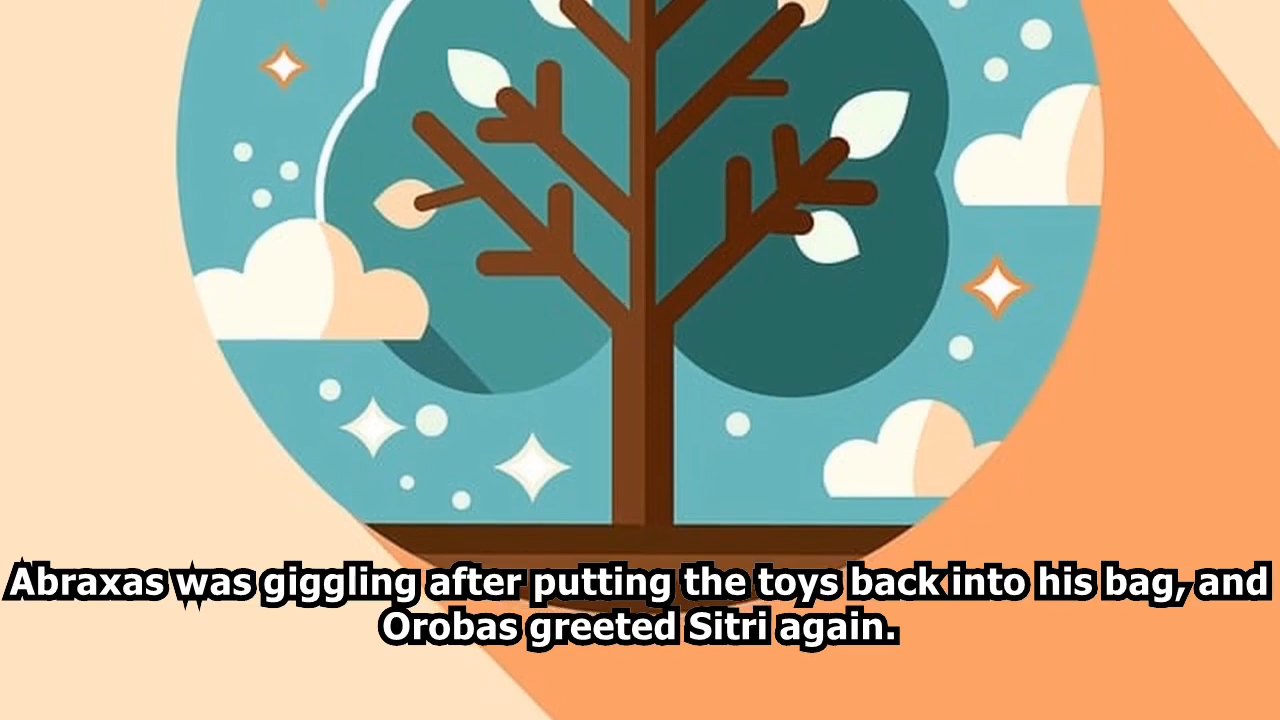 Abraxas was giggling after putting the toys back into his bag, and
Orobas greeted Sitri again.